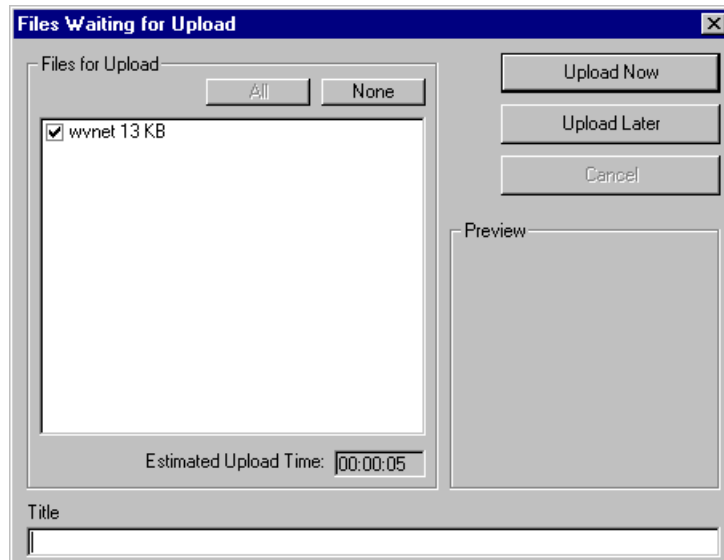 Files Waiting for Upload
Files for Upload
All
None
wvnet 13 KB
Estimated Upload Time: 00:00:05
Upload Now
Upload Later
Cancel
Preview
Title